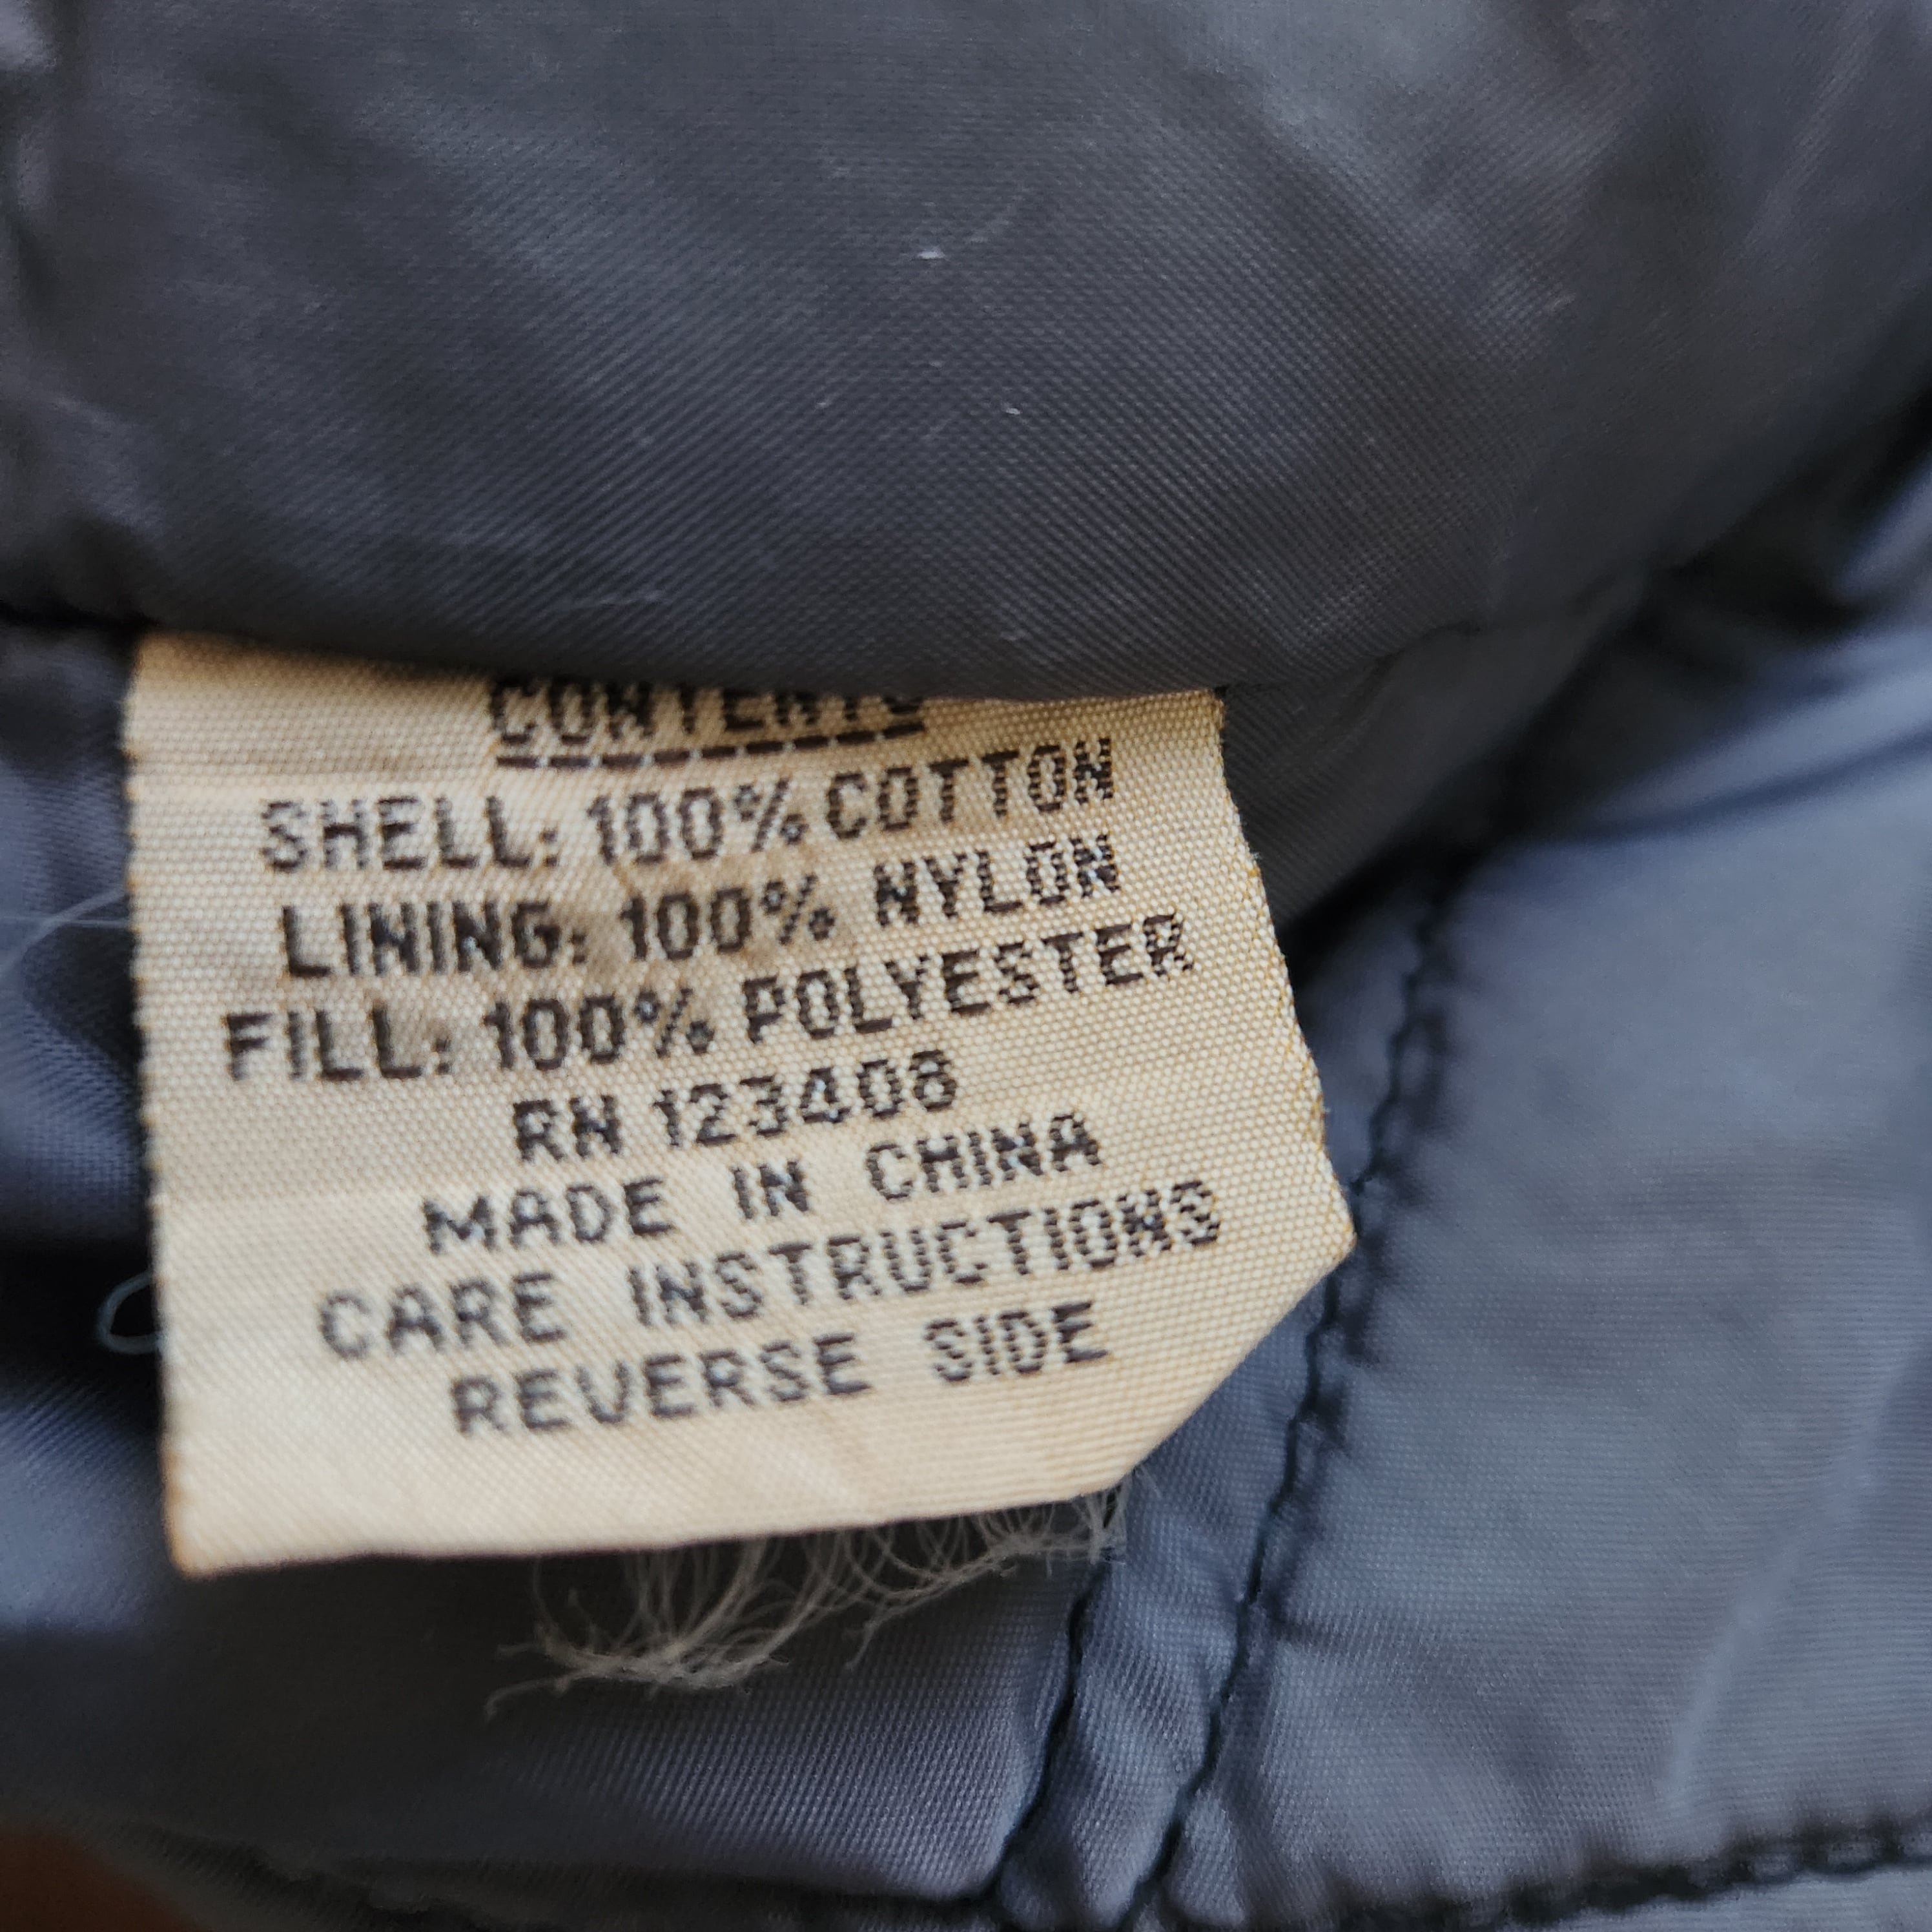 CONTENTS
SHELL: 100% COTTON
LINING: 100% NYLON
FILL: 100% POLYESTER
RN 123408
MADE IN CHINA
CARE INSTRUCTIONS
REVERSE SIDE